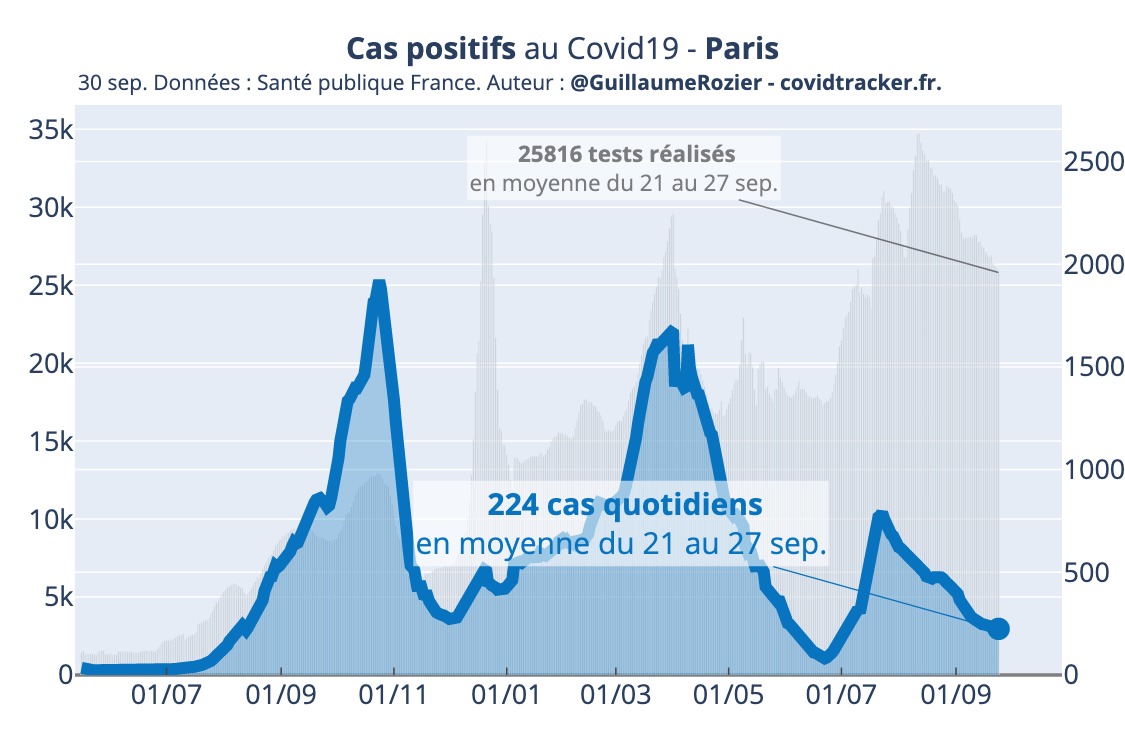 Cas positifs au Covid19 - Paris
30 sep. Données : Santé publique France. Auteur : @GuillaumeRozier - covidtracker.fr.
35k
30k
25k
20k
15k
10k
5k
0
25816 tests réalisés
en moyenne du 21 au 27 sep.
224 cas quotidiens
en moyenne du 21 au 27 sep.
2500
2000
1500
1000
500
0
01/07 01/09 01/11 01/01 01/03 01/05 01/07 01/09